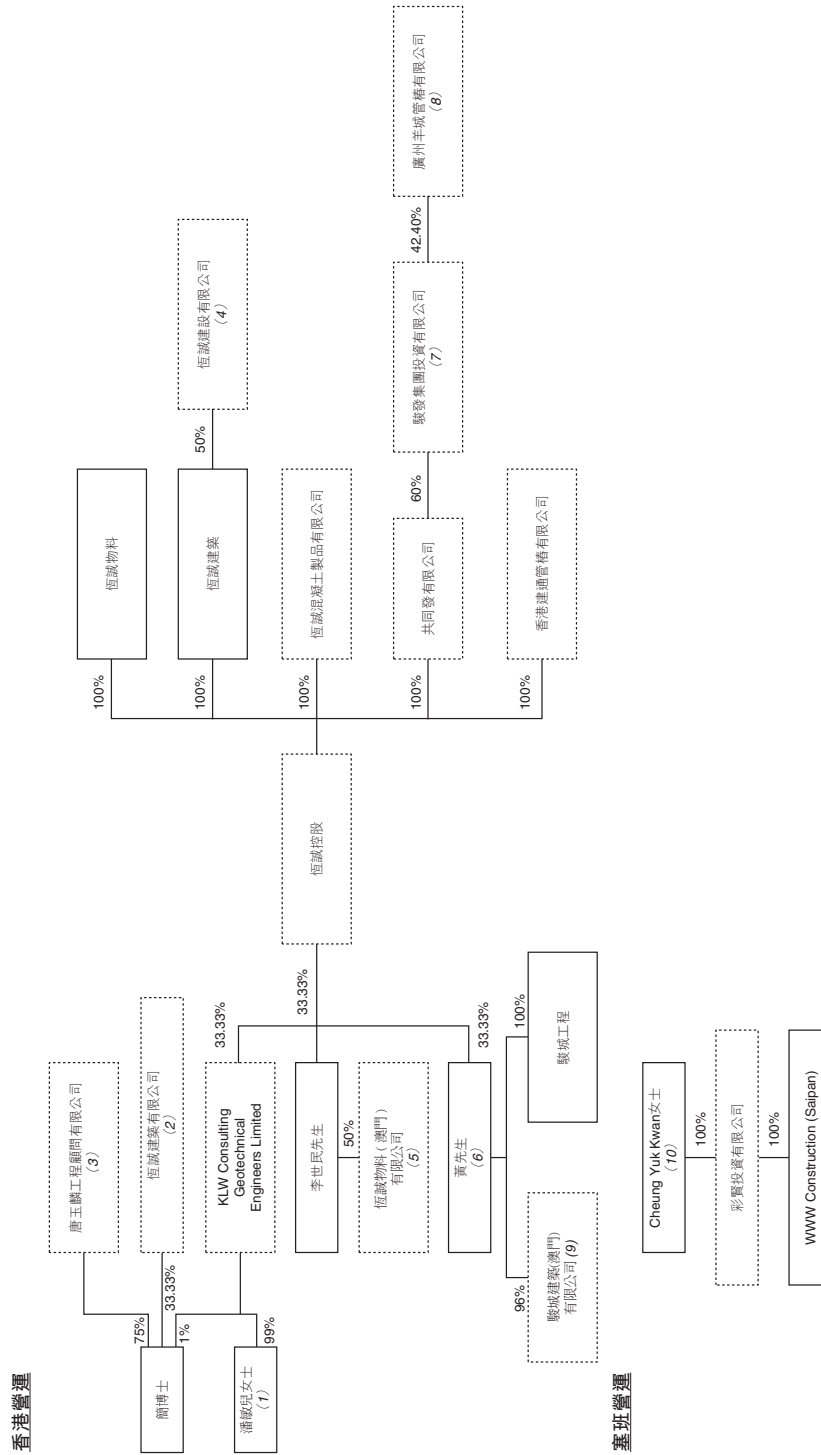 香港營運
簡博士
潘敏兒女士
(1)
75%
33.33%
1%
99%
唐玉麟工程顧問有限公司
(3)
恆誠建築有限公司
(2)
KLW Consulting
Geotechnical
Engineers Limited
李世民先生
50%
恆誠物料（澳門）
有限公司
(5)
黃先生
(6)
96%
100%
駿城建築(澳門)
有限公司 (9)
駿城工程
33.33%
33.33%
33.33%
恆誠控股
100%
100%
100%
100%
100%
恆誠物料
恆誠建築
50%
恆誠建設有限公司
(4)
恆誠混凝土製品有限公司
共同發有限公司
60%
駿發集團投資有限公司
(7)
42.40%
廣州羊城管樁有限公司
(8)
香港建通管樁有限公司
塞班營運
Cheung Yuk Kwan女士
(10)
100%
彩賢投資有限公司
100%
WWW Construction (Saipan)